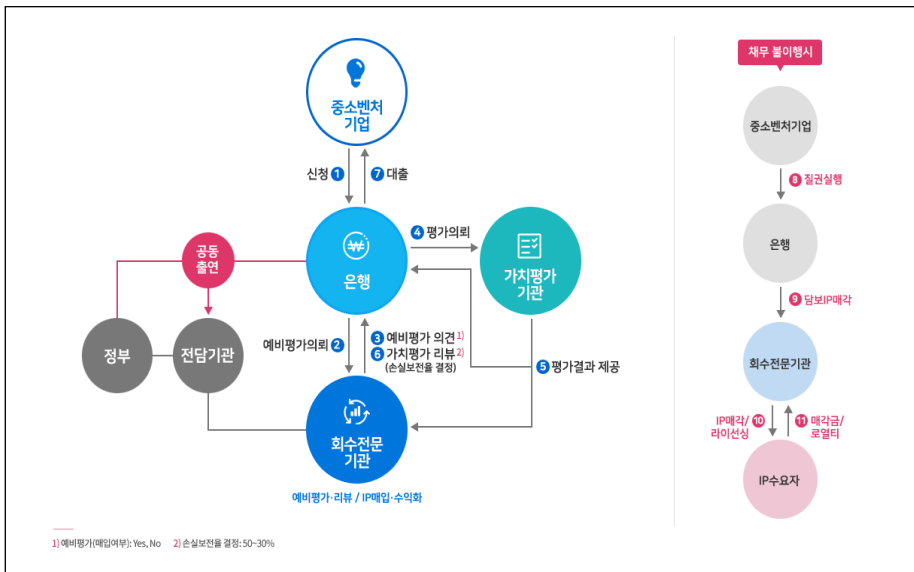 중소벤처
기업
신청 1
7 대출
은행
4 평가의뢰
가치평가
기관
공동
출연
정부
전담기관
예비평가의뢰 2
3 예비평가 의견1)
6 가치평가 리뷰2)
(손실보전율 결정)
5 평가결과 제공
회수전문
기관
예비평가·리뷰 / IP매입·수익화
1) 예비평가(매입여부): Yes, No 2) 손실보전율 결정: 50~30%
채무 불이행시
중소벤처기업
8 질권실행
은행
9 담보IP매각
회수전문기관
IP매각/ 10
라이선싱
11 매각금/
로열티
IP수요자